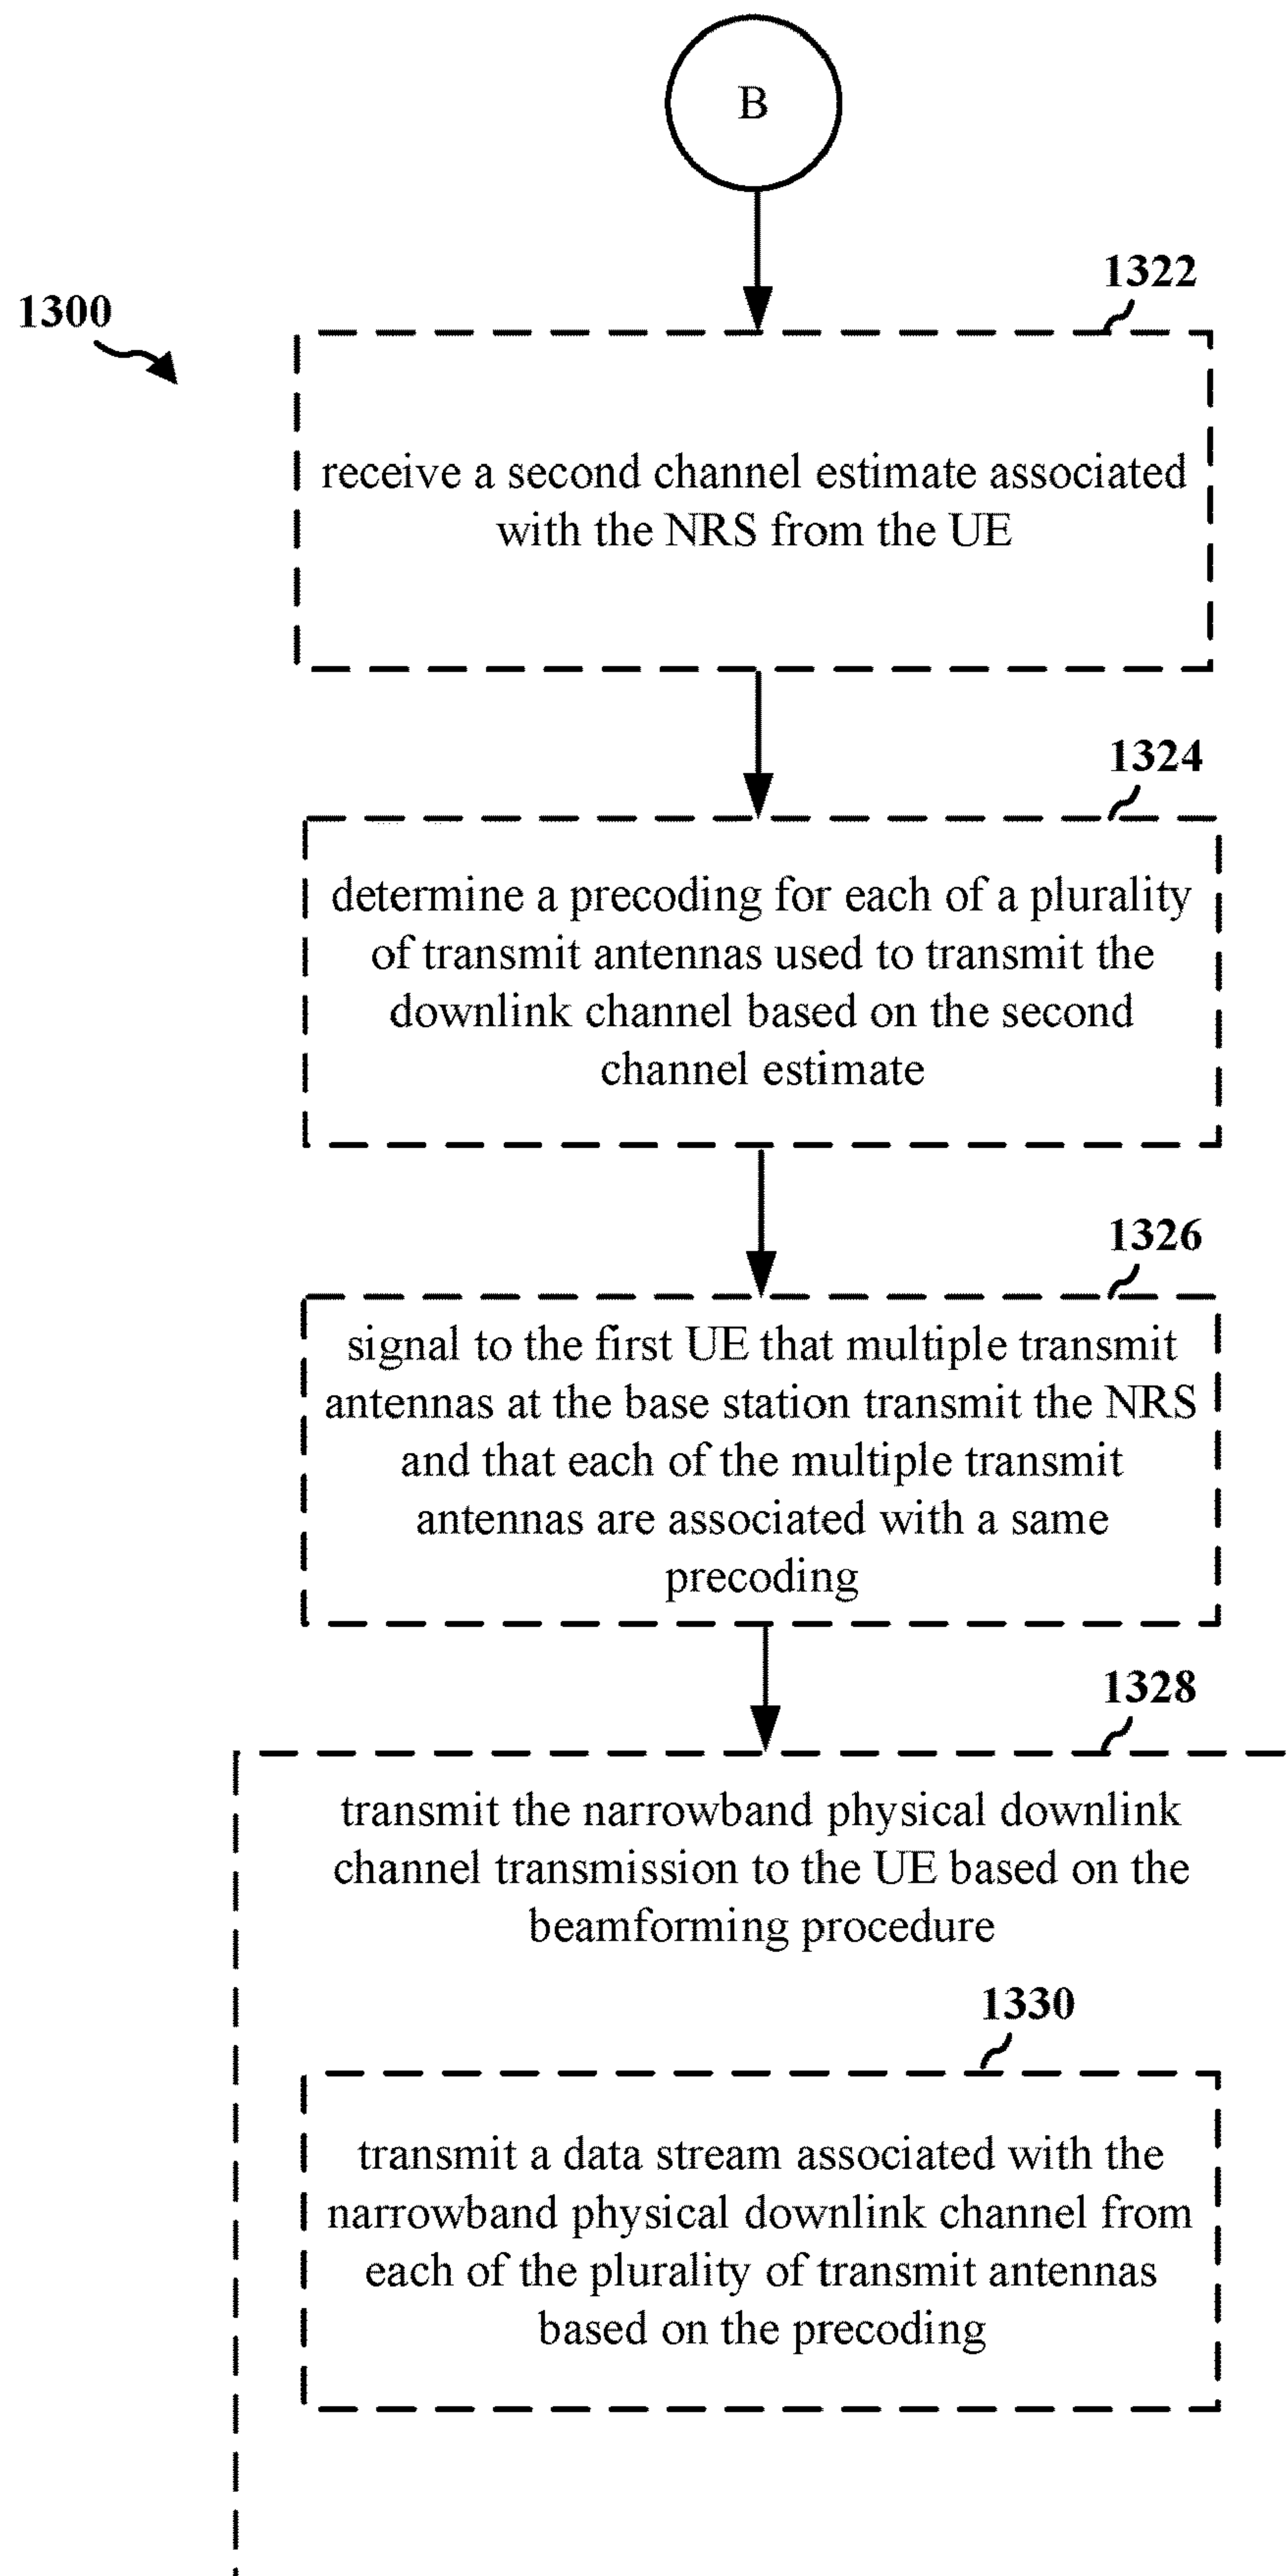 B
1322
1300
receive a second channel estimate associated
with the NRS from the UE
1324
determine a precoding for each of a plurality
of transmit antennas used to transmit the
downlink channel based on the second
channel estimate
1326
signal to the first UE that multiple transmit
antennas at the base station transmit the NRS
and that each of the multiple transmit
antennas are associated with a same
precoding
1328
transmit the narrowband physical downlink
channel transmission to the UE based on the
beamforming procedure
1330
transmit a data stream associated with the
narrowband physical downlink channel from
each of the plurality of transmit antennas
based on the precoding